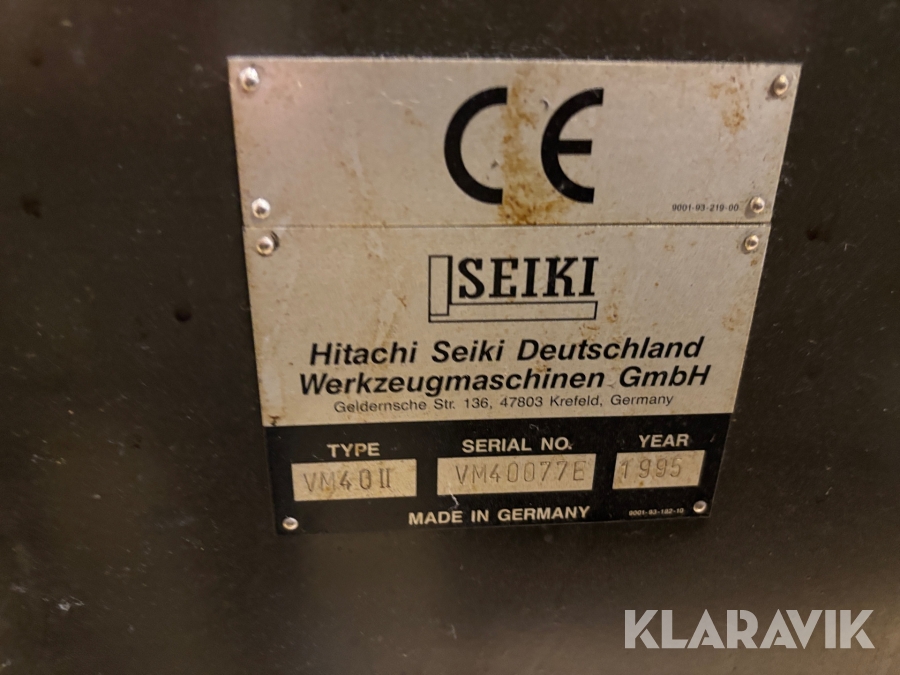 CE
9001-93-219-00
SEIKI
Hitachi Seiki Deutschland
Werkzeugmaschinen GmbH
Geldernsche Str. 136, 47803 Krefeld, Germany
TYPE SERIAL NO. YEAR
VM40II VM40077E 1995
MADE IN GERMANY 9001-93-182-10
KLARAVIK